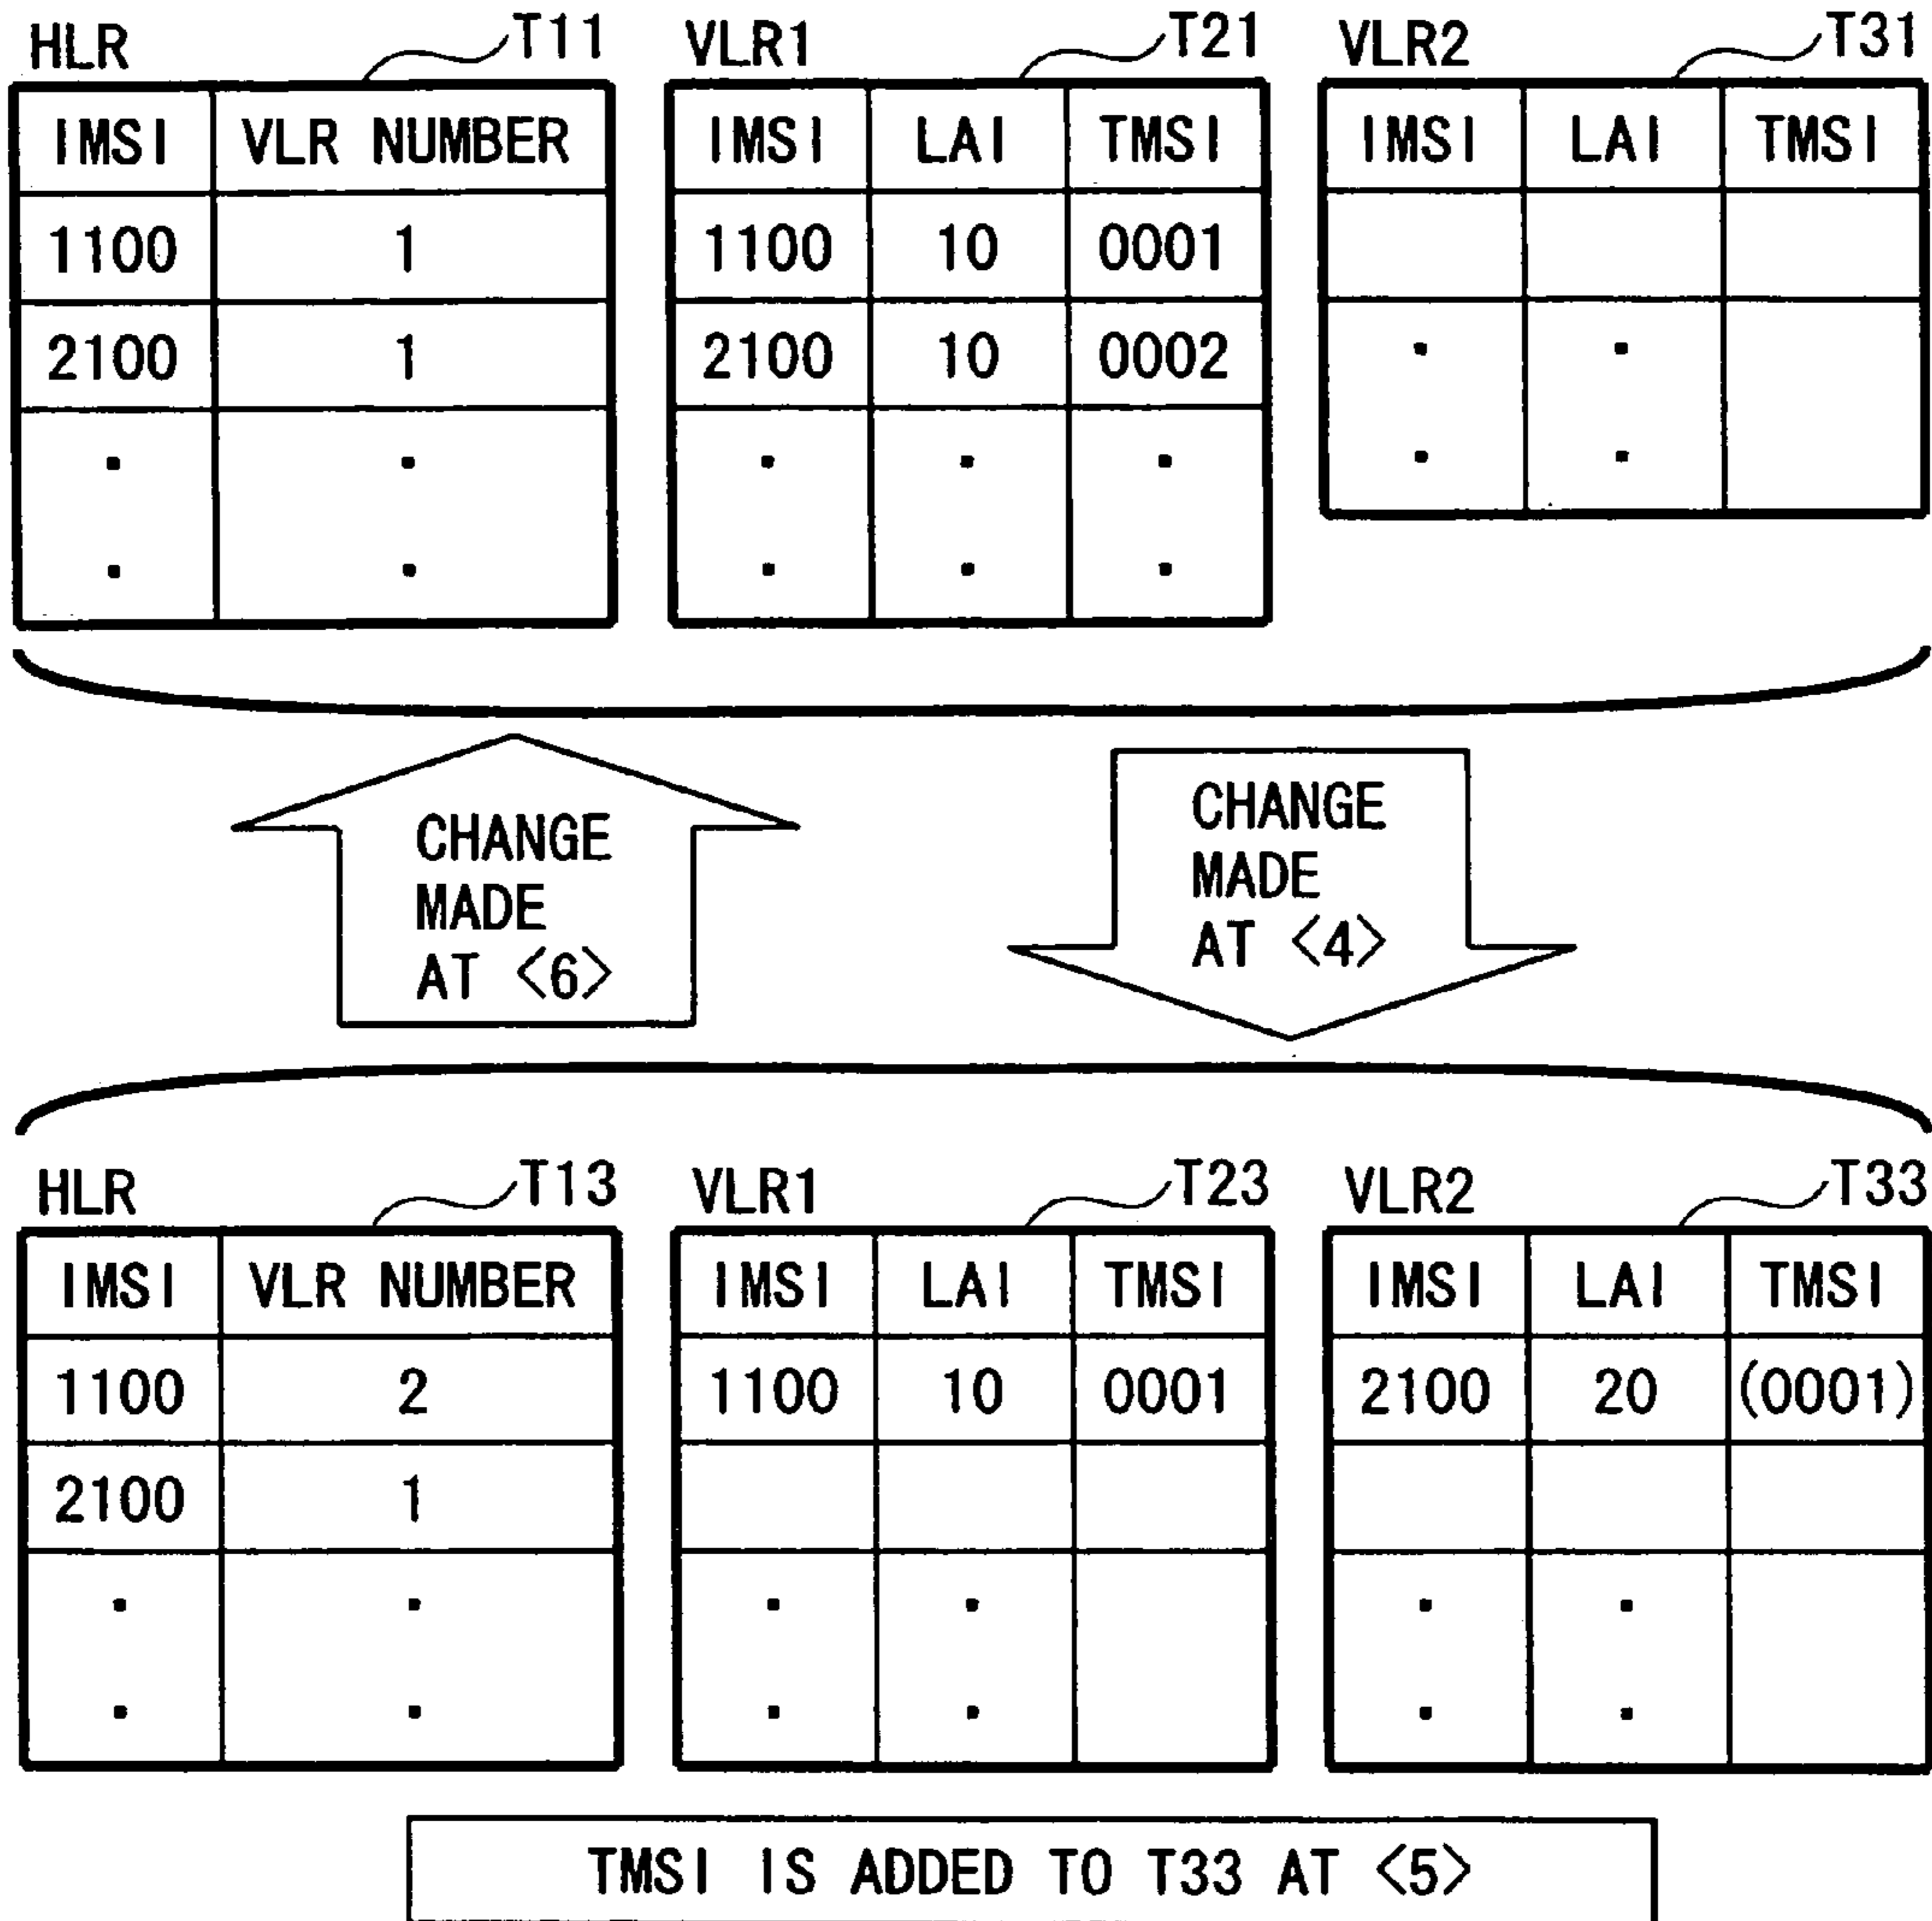 HLR T11 VLR1 T21 VLR2 T31
IMSI VLR NUMBER IMSI LAI TMSI IMSI LAI TMSI
1100 1 1100 10 0001
2100 1 2100 10 0002
CHANGE
MADE
AT <6>
CHANGE
MADE
AT <4>
HLR T13 VLR1 T23 VLR2 T33
IMSI VLR NUMBER IMSI LAI TMSI IMSI LAI TMSI
1100 2 1100 10 0001 2100 20 (0001)
2100 1
TMSI IS ADDED TO T33 AT <5>